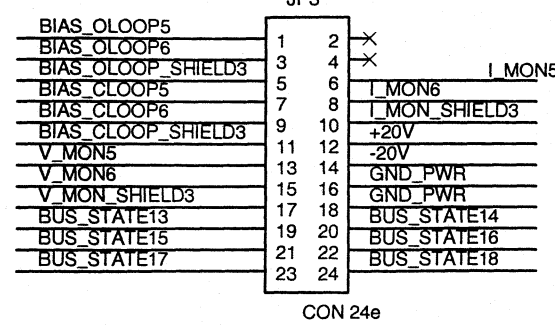 BIAS_OLOOP5
BIAS_OLOOP6
1 2
BIAS_OLOOP_SHIELD3 3 4 I_MON5
BIAS_CLOOP5 5 6 I_MON6
BIAS_CLOOP6 7 8 I_MON_SHIELD3
BIAS_CLOOP_SHIELD3 9 10 +20V
V_MON5 11 12 -20V
V_MON6 13 14 GND_PWR
V_MON_SHIELD3 15 16 GND_PWR
BUS_STATE13 17 18 BUS_STATE14
BUS_STATE15 19 20 BUS_STATE16
BUS_STATE17 21 22 BUS_STATE18
23 24
CON 24e